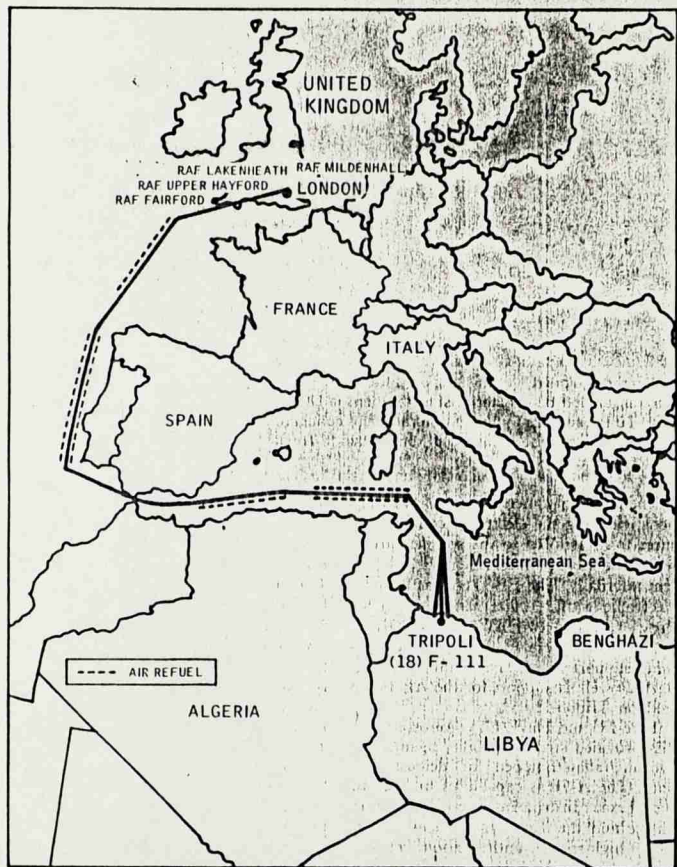 UNITED
KINGDOM
RAF LAKENHEATH RAF MILDENHALL
RAF UPPER HAYFORD LONDON
RAF FAIRFORD
FRANCE
ITALY
SPAIN
Mediterranean Sea
TRIPOLI BENGHAZI
(18) F-111
---- AIR REFUEL
ALGERIA
LIBYA